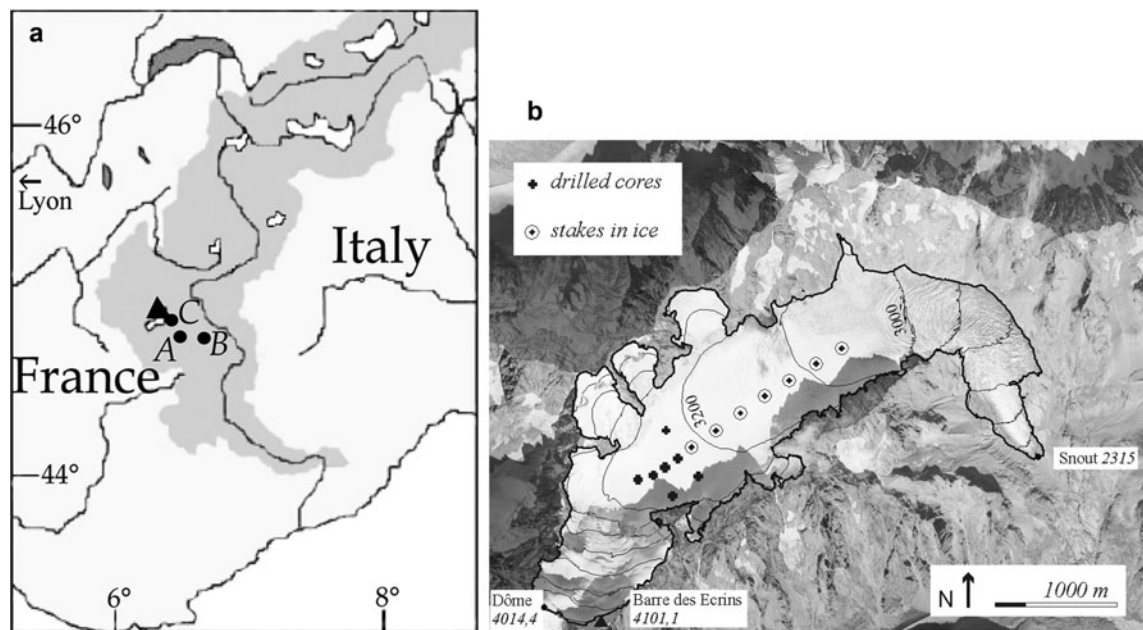 a
46°
Lyon
Italy
C
A
B
France
44°
6°
8°
b
drilled cores
stakes in ice
3000
3200
Snout 2315
Dôme
4014,4
Barre des Ecrins
4101,1
N
1000 m